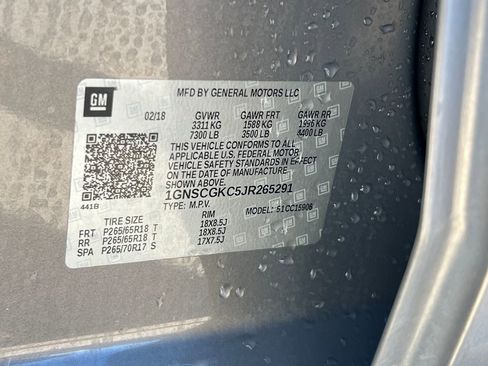 MFD BY GENERAL MOTORS LLC
GM
02/18 GVWR GAWR FRT GAWR RR
3311 KG 1588 KG 1996 KG
7300 LB 3500 LB 4400 LB
THIS VEHICLE CONFORMS TO ALL
APPLICABLE U.S. FEDERAL MOTOR
VEHICLE SAFETY STANDARDS IN EFFECT
ON THE DATE OF MANUFACTURE
SHOWN ABOVE.
1GNSCGKC5JR265291
TYPE: M.P.V. MODEL: 51CC15906
441B
TIRE SIZE RIM
FRT P265/65R18 T 18X8.5J
RR P265/65R18 T 18X8.5J
SPA P265/70R17 S 17X7.5J